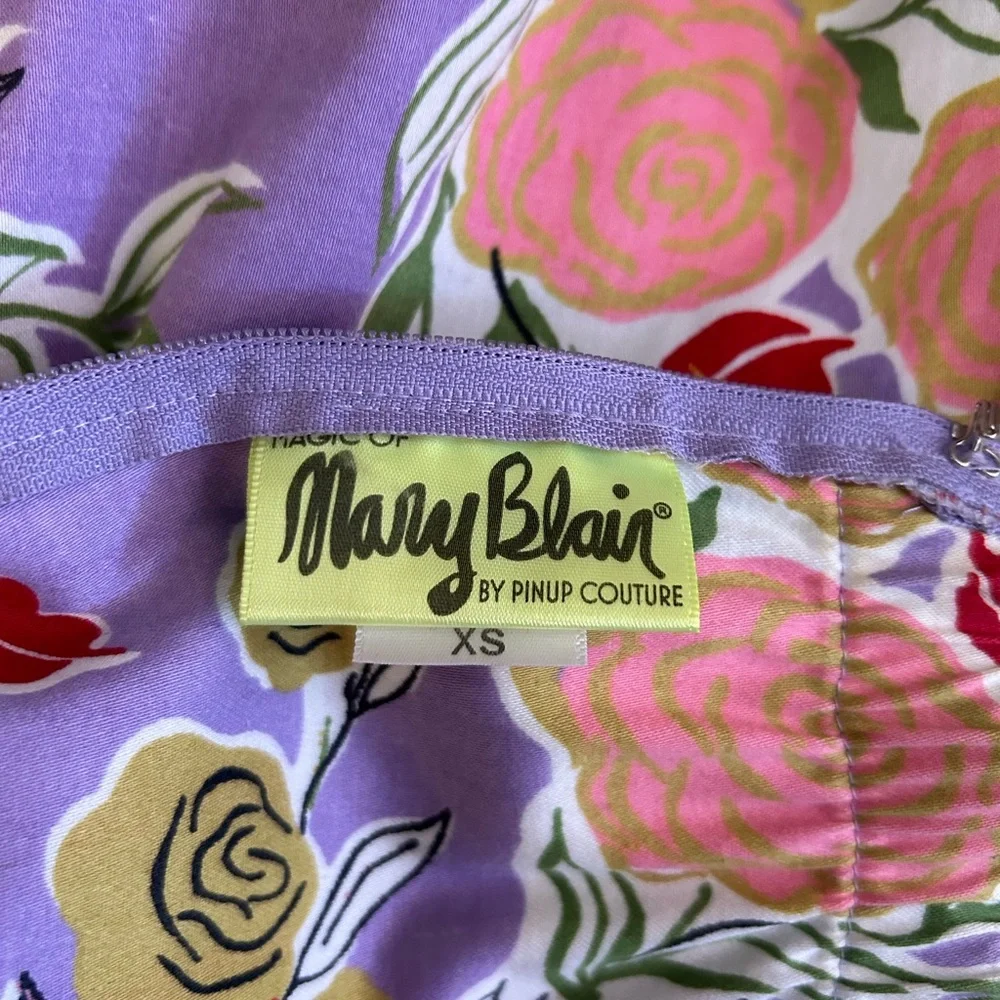 MAGIC OF
Mary Blair®
BY PINUP COUTURE
XS